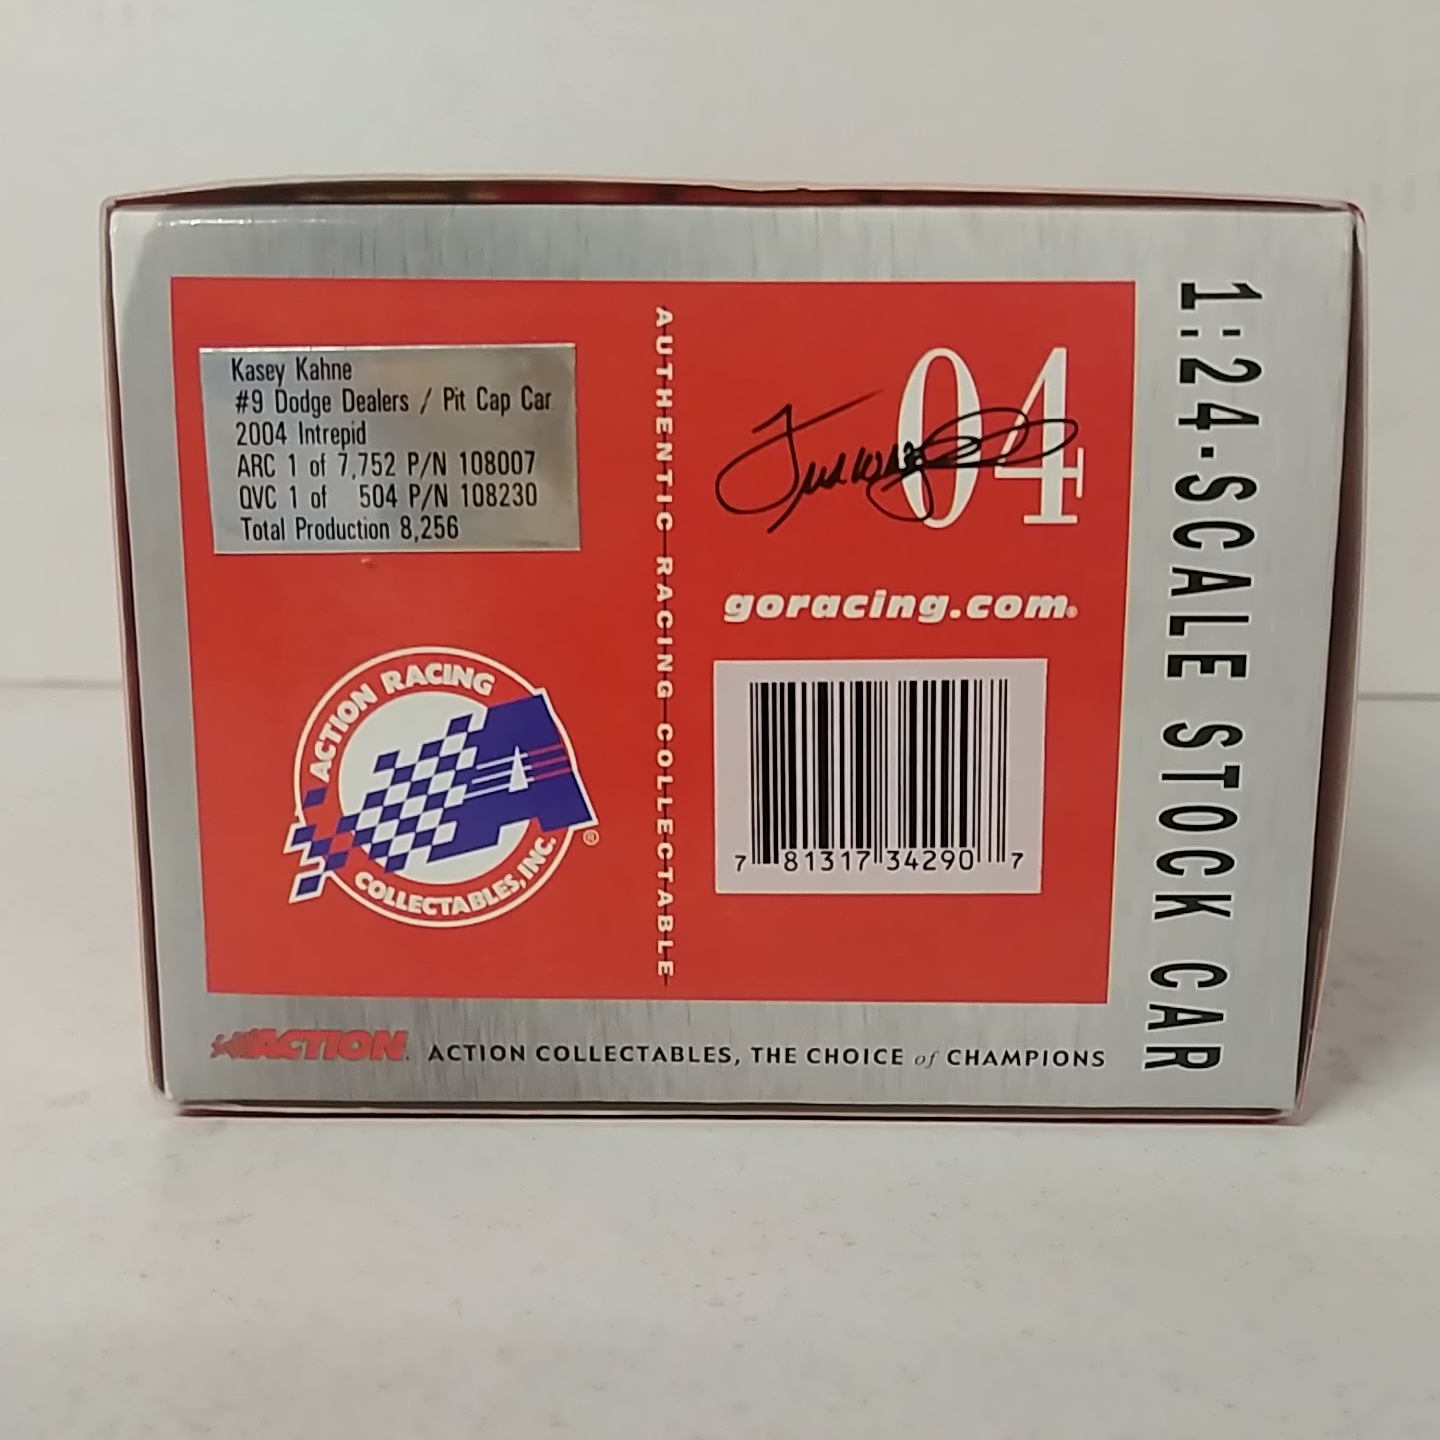 Kasey Kahne
#9 Dodge Dealers / Pit Cap Car
2004 Intrepid
ARC 1 of 7,752 P/N 108007
QVC 1 of 504 P/N 108230
Total Production 8,256
AUTHENTIC RACING COLLECTABLE
04
goracing.com®
7 81317 34290 7
ACTION RACING
COLLECTABLES, INC.
®
ACTION. ACTION COLLECTABLES, THE CHOICE of CHAMPIONS
1:24-SCALE STOCK CAR